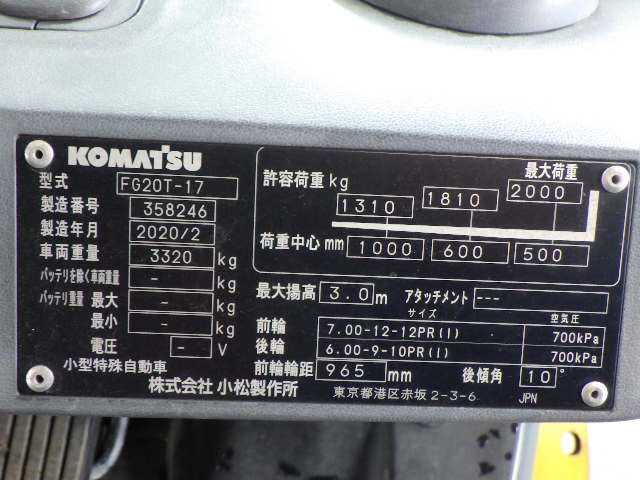 KOMATSU
型式 FG20T-17
製造番号 358246
製造年月 2020/2
車両重量 3320 kg
バッテリを除く車両重量 - kg
バッテリ重量 最大 - kg
最小 - kg
電圧 - V
小型特殊自動車
最大荷重
許容荷重 kg 1310 1810 2000
荷重中心 mm 1000 600 500
最大揚高 3.0 m アタッチメント ---
サイズ 空気圧
前輪 7.00-12-12PR(I) 700kPa
後輪 6.00-9-10PR(I) 700kPa
前輪輪距 965 mm 後傾角 10°
株式会社 小松製作所 東京都港区赤坂 2-3-6 JPN